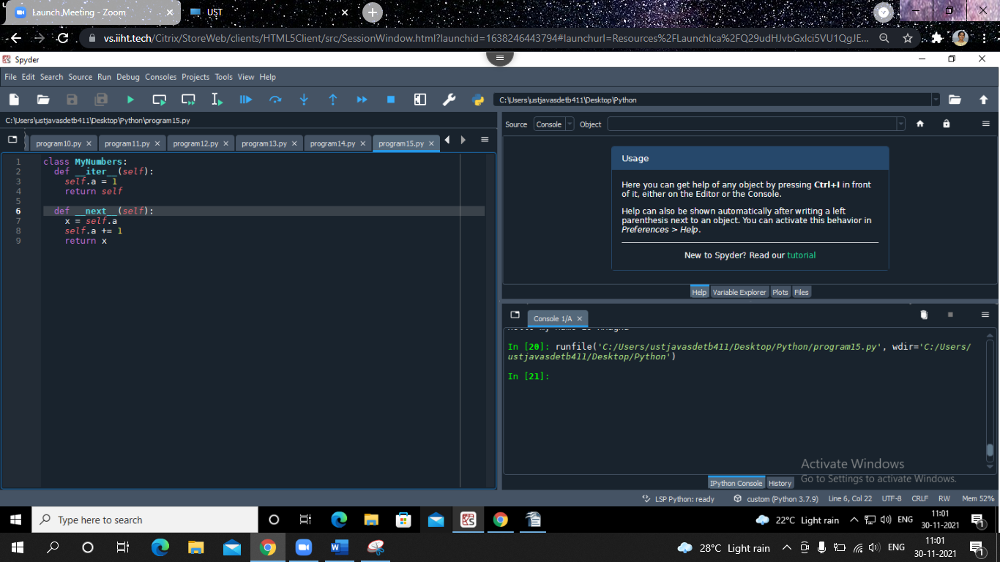 Launch Meeting - Zoom
UST
vs.iiht.tech/Citrix/StoreWeb/clients/HTML5Client/src/SessionWindow.html?launchid=1638246443794#launchurl=Resources%2FLaunchIca%2FQ29udHJvbGxlci5VU1QgJE...
Spyder
File Edit Search Source Run Debug Consoles Projects Tools View Help
C:\Users\ustjavasdetb411\Desktop\Python
C:\Users\ustjavasdetb411\Desktop\Python\program15.py
program10.py program11.py program12.py program13.py program14.py program15.py
1 class MyNumbers:
2 def __iter__(self):
3 self.a = 1
4 return self
5
6 def __next__(self):
7 x = self.a
8 self.a += 1
9 return x
Source Console Object
Usage
Here you can get help of any object by pressing Ctrl+I in front
of it, either on the Editor or the Console.
Help can also be shown automatically after writing a left
parenthesis next to an object. You can activate this behavior in
Preferences > Help.
New to Spyder? Read our tutorial
Help Variable Explorer Plots Files
Console 1/A
In [20]: runfile('C:/Users/ustjavasdetb411/Desktop/Python/program15.py', wdir='C:/Users/
ustjavasdetb411/Desktop/Python')
In [21]:
Activate Windows
Go to Settings to activate Windows.
IPython Console History
LSP Python: ready custom (Python 3.7.9) Line 6, Col 22 UTF-8 CRLF RW Mem 52%
Type here to search
22°C Light rain ENG 11:01
30-11-2021
1
28°C Light rain ENG 11:01
30-11-2021
1